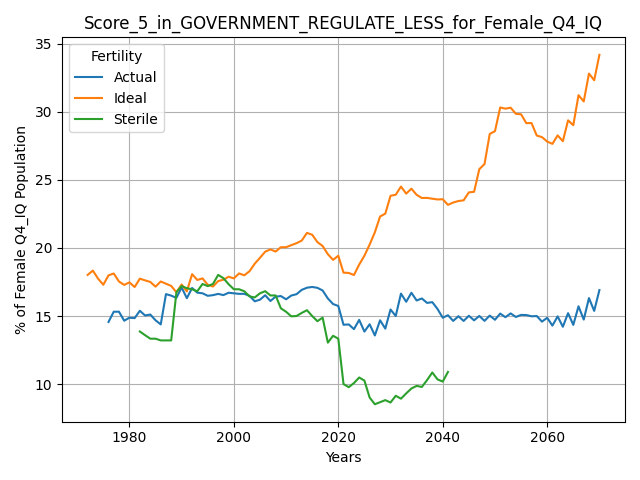 Score_5_in_GOVERNMENT_REGULATE_LESS_for_Female_Q4_IQ
35
30
25
20
15
10
% of Female Q4_IQ Population
Fertility
Actual
Ideal
Sterile
1980 2000 2020 2040 2060
Years